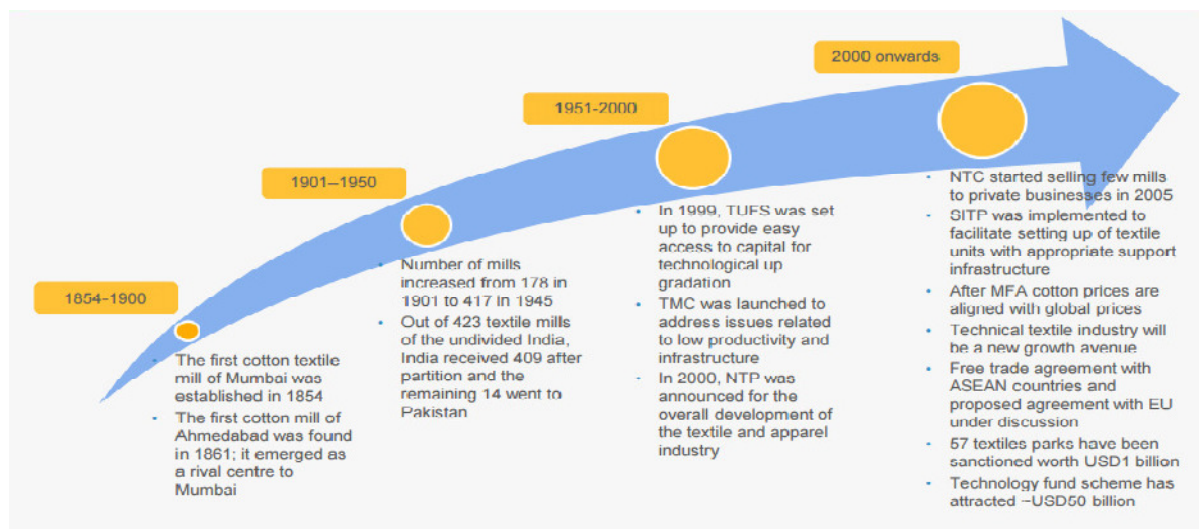 1854-1900
• The first cotton textile
mill of Mumbai was
established in 1854
• The first cotton mill of
Ahmedabad was found
in 1861; it emerged as
a rival centre to
Mumbai
1901–1950
• Number of mills
increased from 178 in
1901 to 417 in 1945
• Out of 423 textile mills
of the undivided India,
India received 409 after
partition and the
remaining 14 went to
Pakistan
1951-2000
• In 1999, TUFS was set
up to provide easy
access to capital for
technological up
gradation
• TMC was launched to
address issues related
to low productivity and
infrastructure
• In 2000, NTP was
announced for the
overall development of
the textile and apparel
industry
2000 onwards
• NTC started selling few mills
to private businesses in 2005
• SITP was implemented to
facilitate setting up of textile
units with appropriate support
infrastructure
• After MFA cotton prices are
aligned with global prices
• Technical textile industry will
be a new growth avenue
• Free trade agreement with
ASEAN countries and
proposed agreement with EU
under discussion
• 57 textiles parks have been
sanctioned worth USD1 billion
• Technology fund scheme has
attracted ~USD50 billion